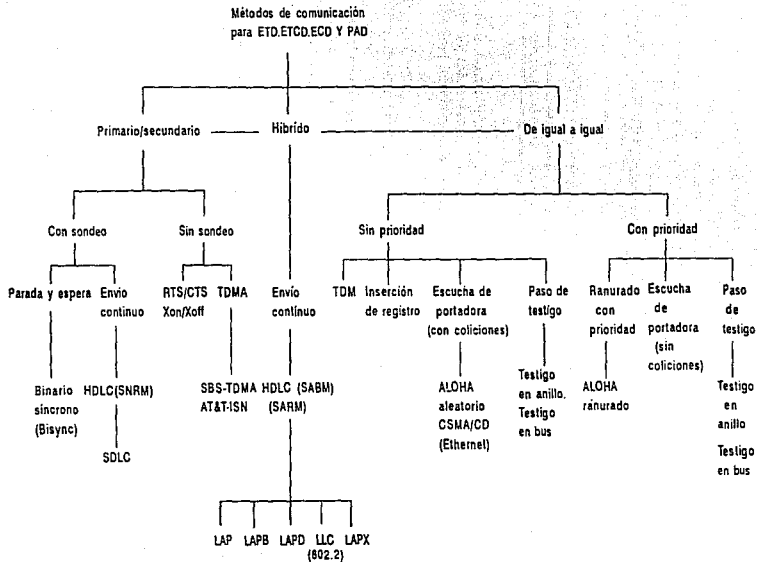 Métodos de comunicación
para ETD.ETCD.ECD Y PAD
Primario/secundario
Hibrído
De igual a igual
Con sondeo
Sin sondeo
Sin prioridad
Con prioridad
Parada y espera
Envio
continuo
RTS/CTS
Xon/Xoff
TDMA
Envío
contínuo
TDM
Inserción
de registro
Escucha de
portadora
(con coliciones)
Paso de
testigo
Ranurado
con
prioridad
Escucha
de
portadora
(sin
coliciones)
Paso
de
testigo
Binario
síncrono
(Bisync)
HDLC(SNRM)
SDLC
SBS-TDMA
AT&T-ISN
HDLC (SABM)
(SARM)
ALOHA
aleatorio
CSMA/CD
(Ethernet)
Testigo
en anillo.
Testigo
en bus
ALOHA
ranurado
Testigo
en
anillo
Testigo
en bus
LAP
LAPB
LAPD
LLC
(802.2)
LAPX